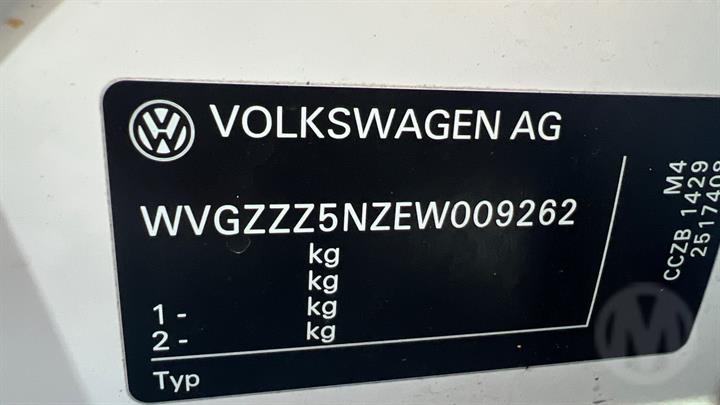 VOLKSWAGEN AG
WVGZZZ5NZEW009262
kg
kg
1 - kg
2 - kg
Typ
M4
CCZB 1429